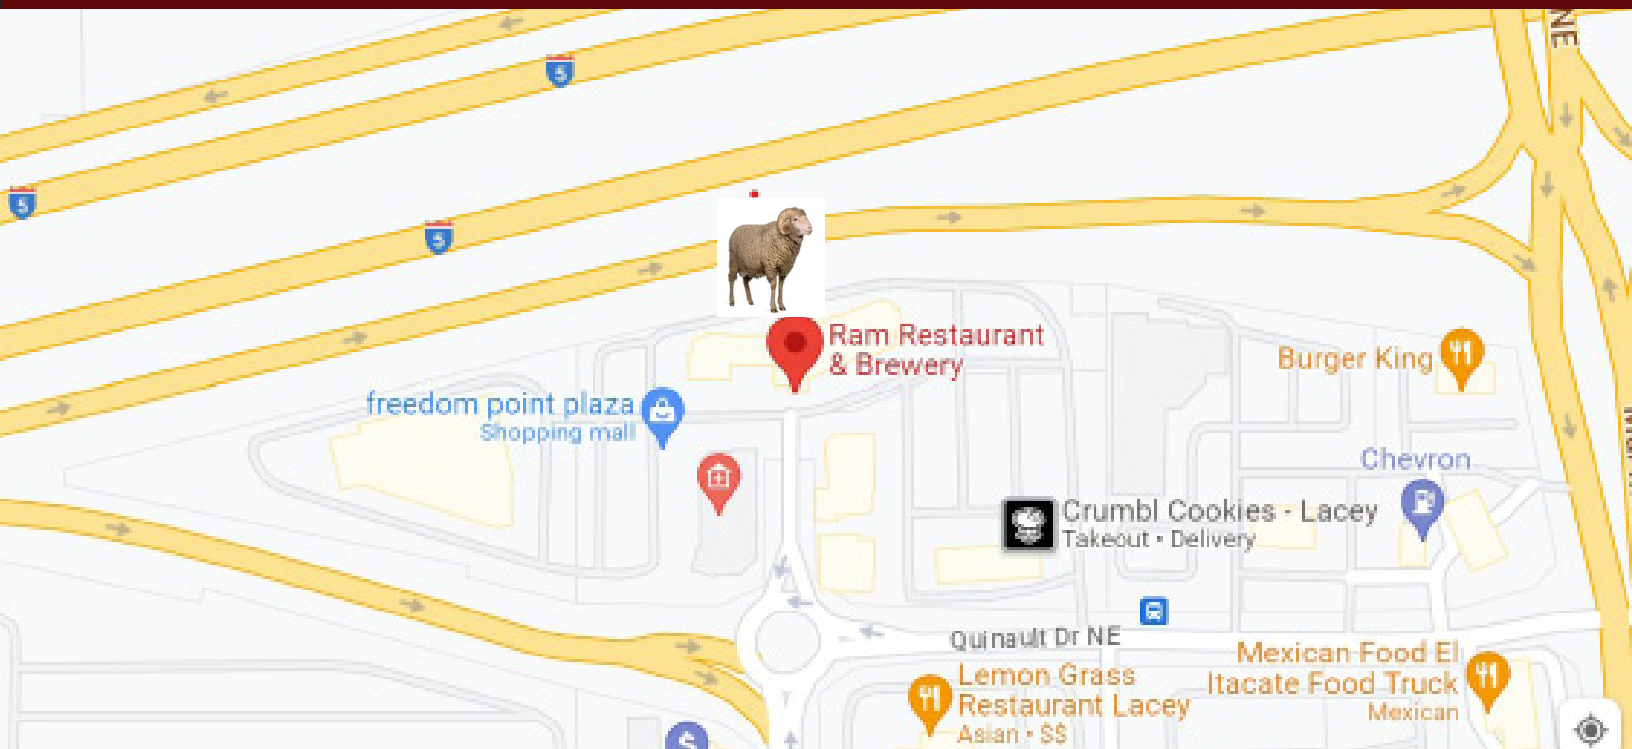 NE
5
5
5
Ram Restaurant
& Brewery
Burger King
freedom point plaza
Shopping mall
Chevron
Crumbl Cookies - Lacey
Takeout • Delivery
Quinault Dr NE
Mexican Food El
Itacate Food Truck
Mexican
Lemon Grass
Restaurant Lacey
Asian • $$
$